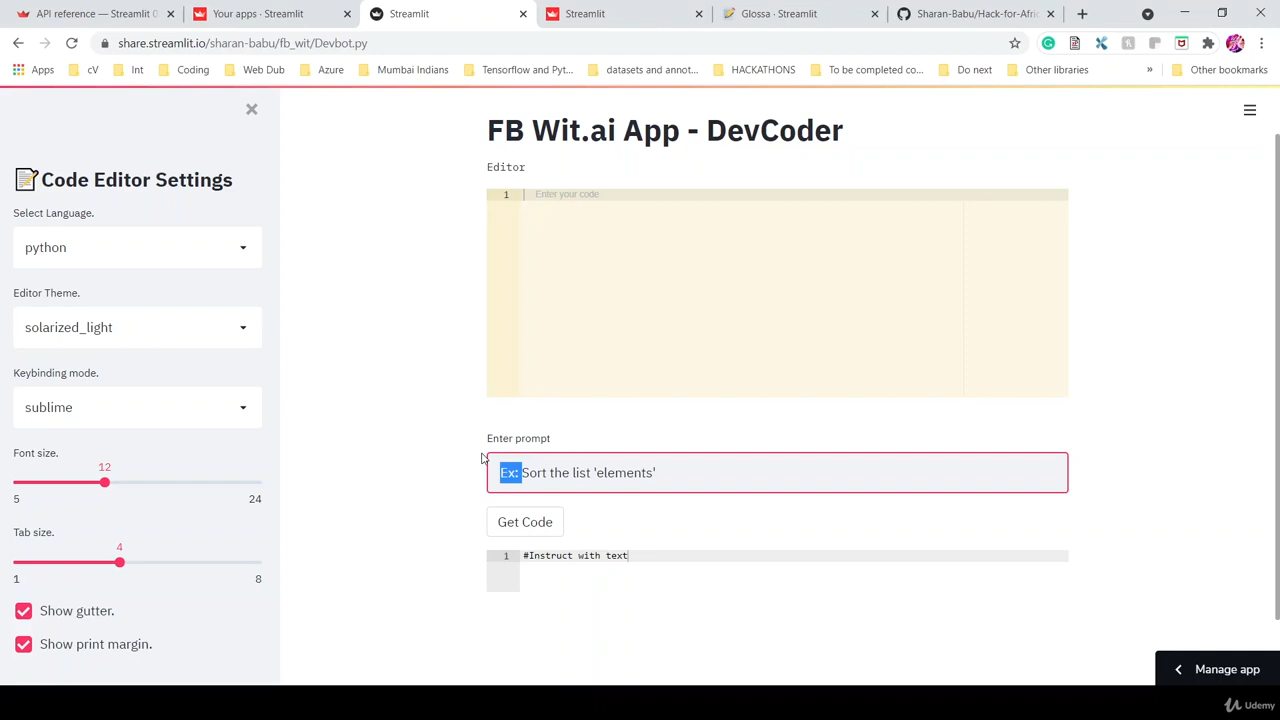 API reference — Streamlit 0
Your apps · Streamlit
Streamlit
Streamlit
Glossa · Streamlit
Sharan-Babu/Hack-for-Afric
share.streamlit.io/sharan-babu/fb_wit/Devbot.py
Apps
cV
Int
Coding
Web Dub
Azure
Mumbai Indians
Tensorflow and Pyt...
datasets and annot...
HACKATHONS
To be completed co...
Do next
Other libraries
»
Other bookmarks
Code Editor Settings
Select Language.
python
Editor Theme.
solarized_light
Keybinding mode.
sublime
Font size.
12
5 24
Tab size.
4
1 8
Show gutter.
Show print margin.
FB Wit.ai App - DevCoder
Editor
1 Enter your code
Enter prompt
Ex: Sort the list 'elements'
Get Code
1 #Instruct with text
Manage app
Udemy